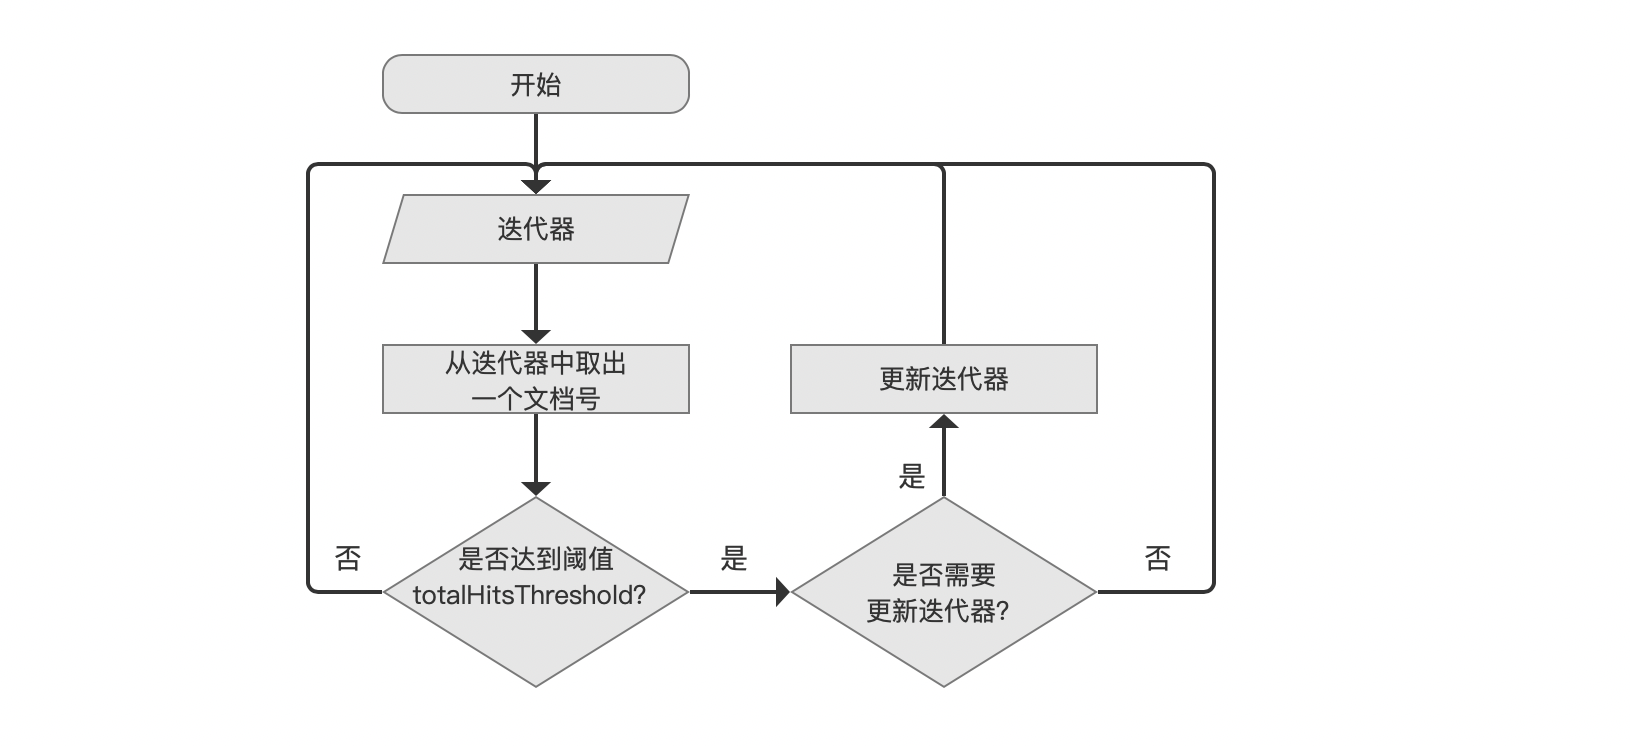 开始
迭代器
从迭代器中取出
一个文档号
更新迭代器
是
否
是否达到阈值
totalHitsThreshold?
是
是否需要
更新迭代器?
否